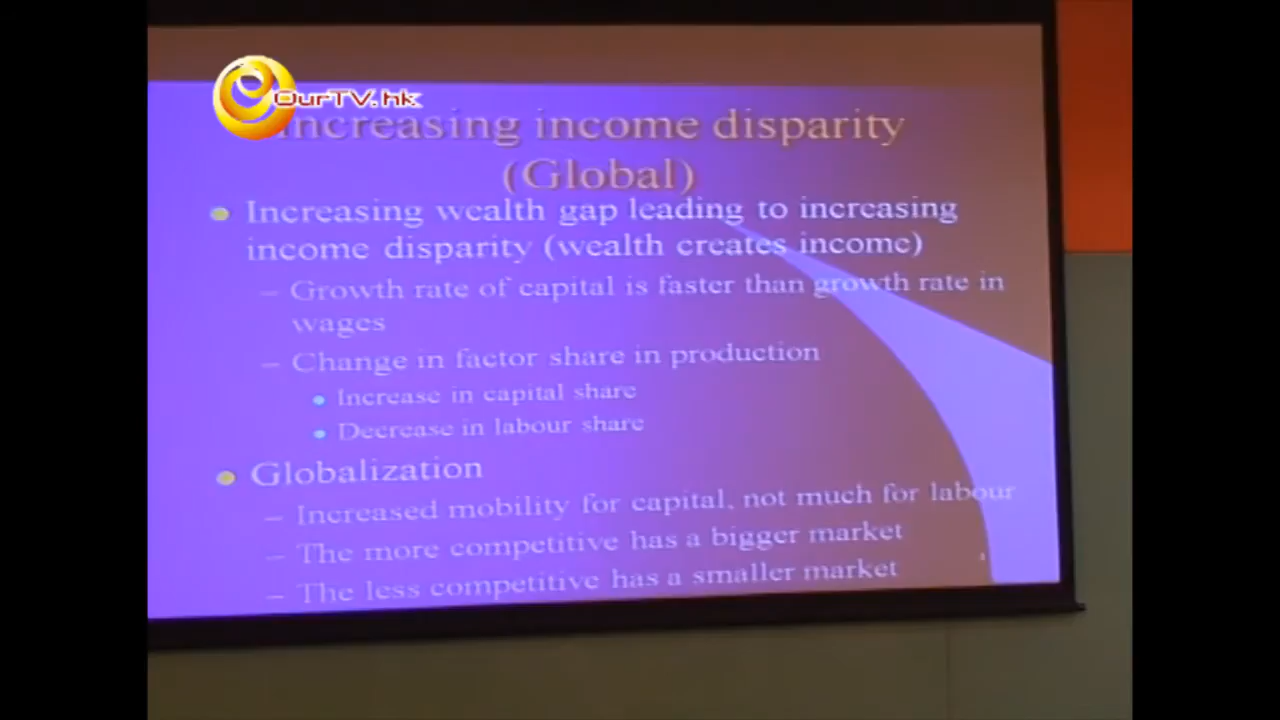 OurTV.hk
Increasing income disparity
(Global)
Increasing wealth gap leading to increasing
income disparity (wealth creates income)
– Growth rate of capital is faster than growth rate in
wages
– Change in factor share in production
Increase in capital share
Decrease in labour share
Globalization
– Increased mobility for capital, not much for labour
– The more competitive has a bigger market
– The less competitive has a smaller market